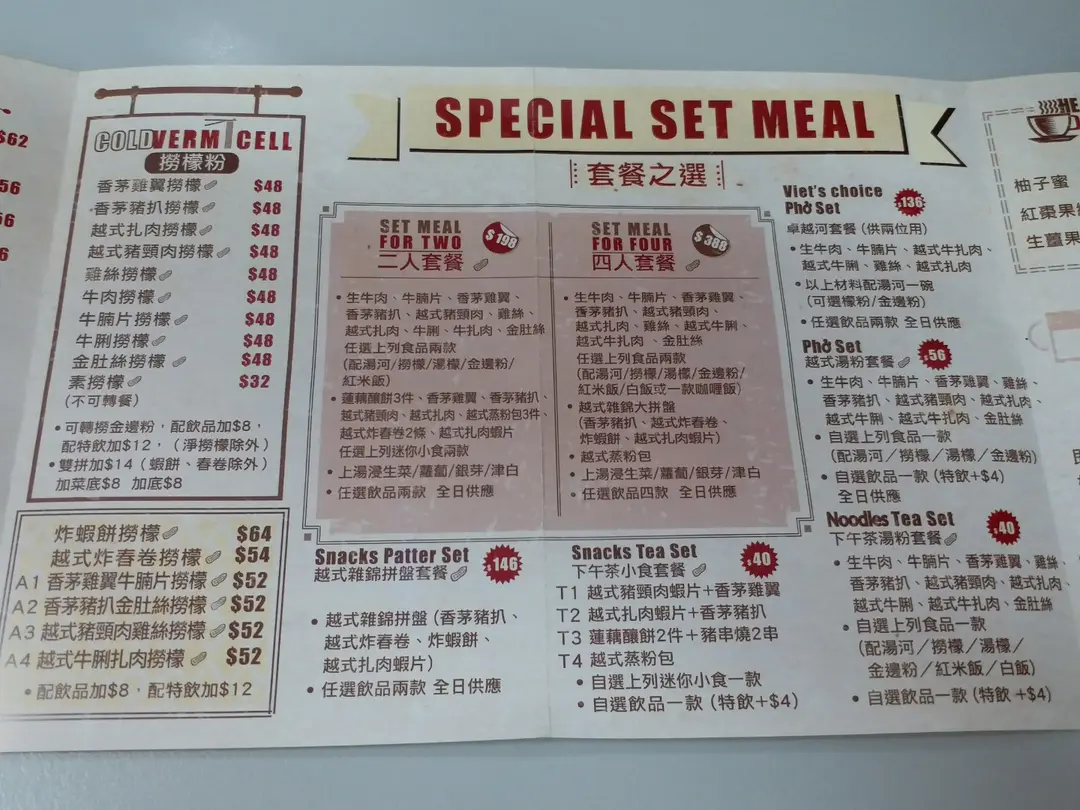 $62
56
6
6
COLD VERMICELL
撈檬粉
香茅雞翼撈檬 $48
香茅豬扒撈檬 $48
越式扎肉撈檬 $48
越式豬頸肉撈檬 $48
雞絲撈檬 $48
牛肉撈檬 $48
牛腩片撈檬 $48
牛脷撈檬 $48
金肚絲撈檬 $48
素撈檬 $32
(不可轉餐)
•可轉撈金邊粉，配飲品加$8，
配特飲加$12，（淨撈檬除外）
•雙拼加$14（蝦餅、春卷除外）
加菜底$8 加底$8
炸蝦餅撈檬 $64
越式炸春卷撈檬 $54
A1 香茅雞翼牛腩片撈檬 $52
A2 香茅豬扒金肚絲撈檬 $52
A3 越式豬頸肉雞絲撈檬 $52
A4 越式牛脷扎肉撈檬 $52
•配飲品加$8，配特飲加$12
SPECIAL SET MEAL
套餐之選
SET MEAL
FOR TWO
二人套餐
$198
•生牛肉、牛腩片、香茅雞翼、
香茅豬扒、越式豬頸肉、雞絲、
越式扎肉、牛脷、牛扎肉、金肚絲
任選上列食品兩款
(配湯河/撈檬/湯檬/金邊粉/
紅米飯)
•蓮藕釀餅3件、香茅雞翼、香茅豬扒、
越式豬頸肉、越式扎肉、越式蒸粉包3件、
越式炸春卷2條、越式扎肉蝦片
任選上列迷你小食兩款
•上湯浸生菜/蘿蔔/銀芽/津白
•任選飲品兩款 全日供應
SET MEAL
FOR FOUR
四人套餐
$388
•生牛肉、牛腩片、香茅雞翼、
香茅豬扒、越式豬頸肉、
越式扎肉、雞絲、越式牛脷、
越式牛扎肉、金肚絲
任選上列食品四款
(配湯河/撈檬/湯檬/金邊粉/
紅米飯/白飯或一款咖喱飯)
•越式雜錦大拼盤
(香茅豬扒、越式炸春卷、
炸蝦餅、越式扎肉蝦片)
•越式蒸粉包
•上湯浸生菜/蘿蔔/銀芽/津白
•任選飲品四款 全日供應
Snacks Patter Set
越式雜錦拼盤套餐
$146
•越式雜錦拼盤 (香茅豬扒、
越式炸春卷、炸蝦餅、
越式扎肉蝦片)
•任選飲品兩款 全日供應
Snacks Tea Set
下午茶小食套餐
$40
T1 越式豬頸肉蝦片+香茅雞翼
T2 越式扎肉蝦片+香茅豬扒
T3 蓮藕釀餅2件+豬串燒2串
T4 越式蒸粉包
•自選上列迷你小食一款
•自選飲品一款 (特飲+$4)
Viet's choice
Phở Set
$136
卓越河套餐 (供兩位用)
•生牛肉、牛腩片、越式牛扎肉、
越式牛脷、雞絲、越式扎肉
•以上材料配湯河一碗
(可選檬粉/金邊粉)
•任選飲品兩款 全日供應
Phở Set
越式湯粉套餐
$56
•生牛肉、牛腩片、香茅雞翼、雞絲、
香茅豬扒、越式豬頸肉、越式扎肉、
越式牛脷、越式牛扎肉、金肚絲
•自選上列食品一款
(配湯河／撈檬／湯檬／金邊粉)
•自選飲品一款 (特飲+$4)
全日供應
Noodles Tea Set
下午茶湯粉套餐
$40
•生牛肉、牛腩片、香茅雞翼、雞絲
香茅豬扒、越式豬頸肉、越式扎肉、
越式牛脷、越式牛扎肉、金肚絲
•自選上列食品一款
(配湯河／撈檬／湯檬／
金邊粉／紅米飯／白飯)
•自選飲品一款 (特飲 +$4)
HE
柚子蜜
紅棗果
生薑果